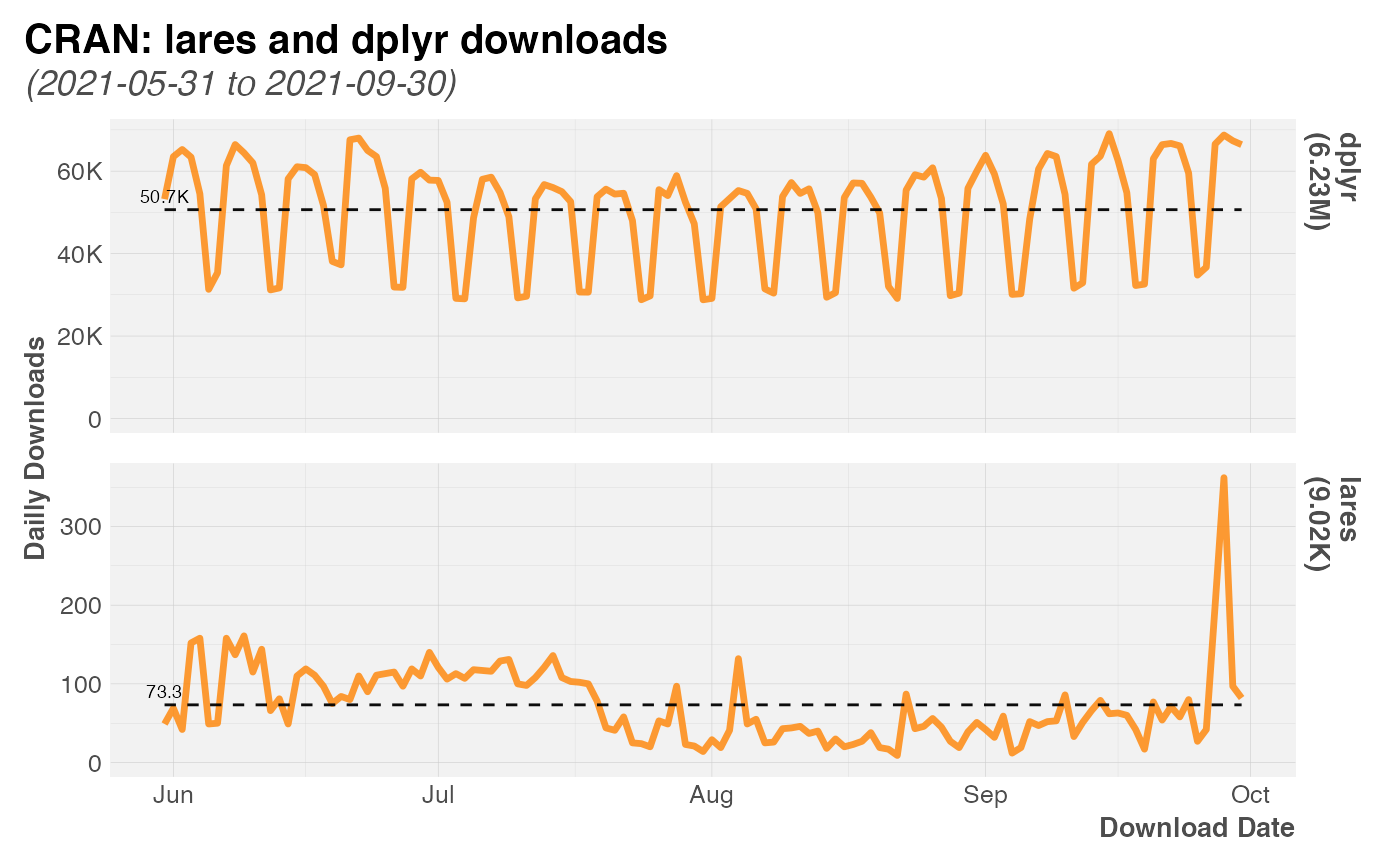 CRAN: lares and dplyr downloads
(2021-05-31 to 2021-09-30)
Dailly Downloads
60K
40K
20K
0
50.7K
dplyr
(6.23M)
300
200
100
0
73.3
lares
(9.02K)
Jun Jul Aug Sep Oct
Download Date